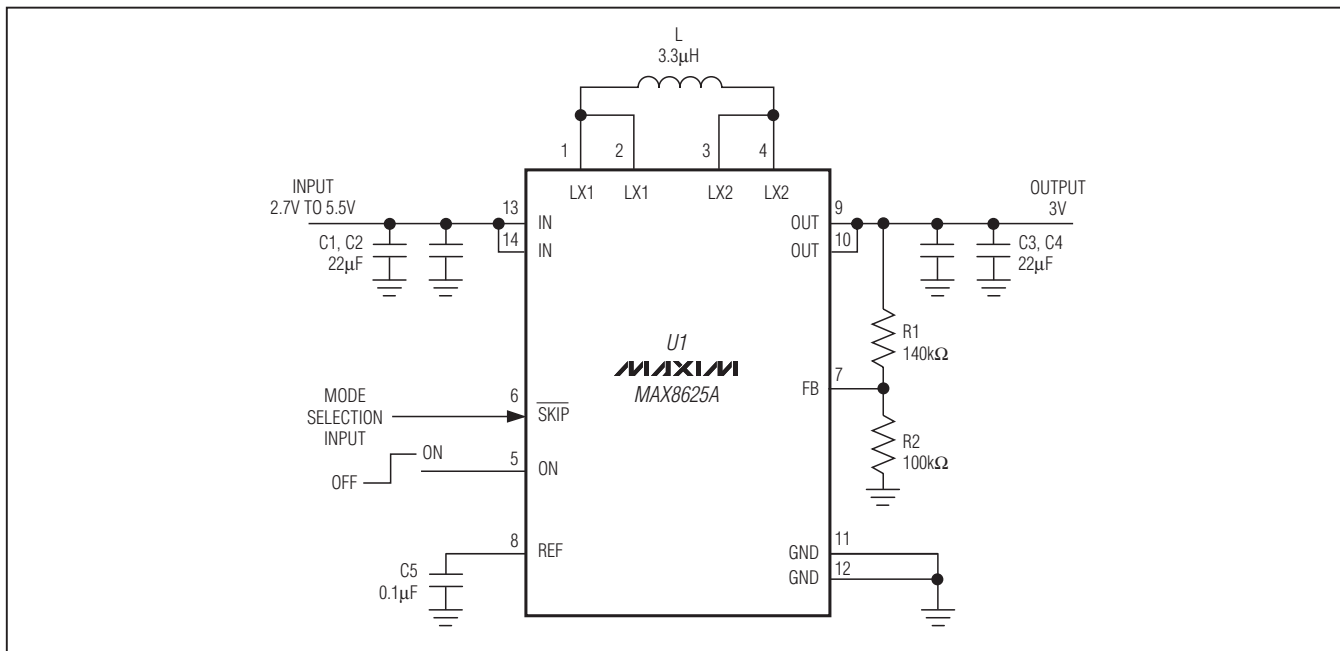 L
3.3µH
1
2
3
4
LX1
LX1
LX2
LX2
INPUT
2.7V TO 5.5V
13
IN
14
IN
C1, C2
22µF
OUTPUT
3V
9
OUT
10
OUT
C3, C4
22µF
R1
140kΩ
U1
MAXIM
MAX8625A
7
FB
R2
100kΩ
MODE
SELECTION
INPUT
6
SKIP
ON
OFF
5
ON
8
REF
C5
0.1µF
11
GND
12
GND